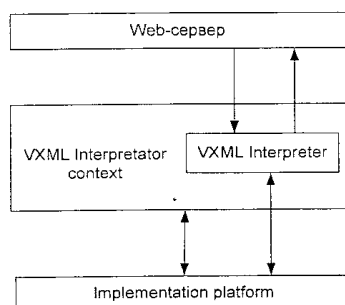 Web-сервер
VXML Interpretator
context
VXML Interpreter
Implementation platform